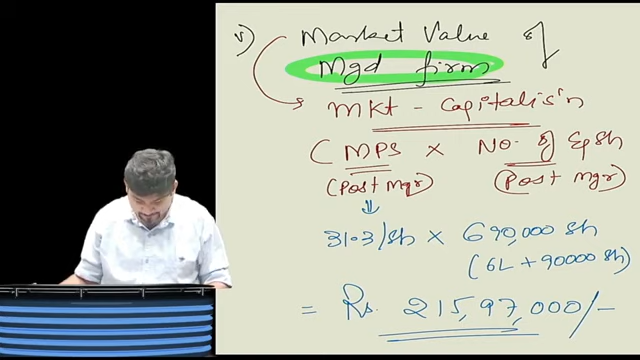 v) Market Value of
Mgd firm
Mkt - Capitalis'n
(MPS × No. of Eq Sh
(Post Mgr) (Post Mgr)
⇓
31.3/Sh × 690,000 Sh
(6L + 90000 Sh)
= Rs. 215,97,000/-